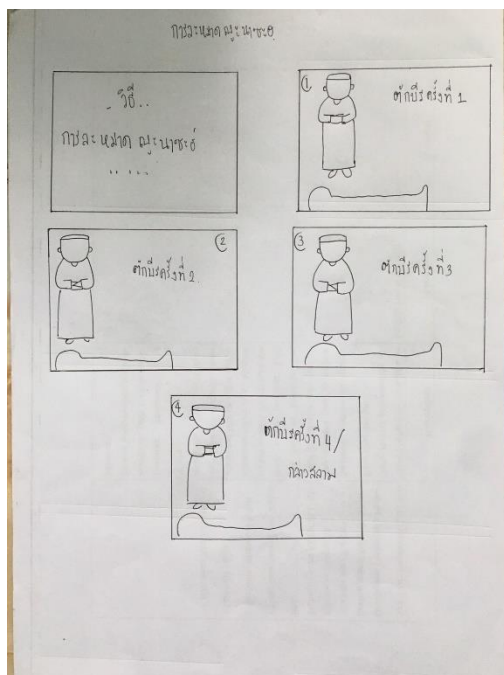 การละหมาด ญะนาซะฮ์
วิธี
การละหมาด ญะนาซะฮ์
1
ตักบีรครั้งที่ 1
2
ตักบีรครั้งที่ 2
3
ตักบีรครั้งที่ 3
4
ตักบีรครั้งที่ 4/
กล่าวสลาม